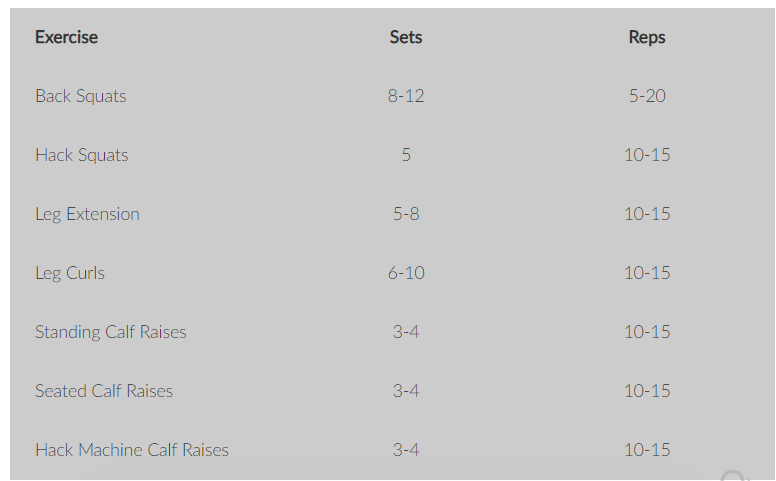 Exercise Sets Reps
Back Squats 8-12 5-20
Hack Squats 5 10-15
Leg Extension 5-8 10-15
Leg Curls 6-10 10-15
Standing Calf Raises 3-4 10-15
Seated Calf Raises 3-4 10-15
Hack Machine Calf Raises 3-4 10-15